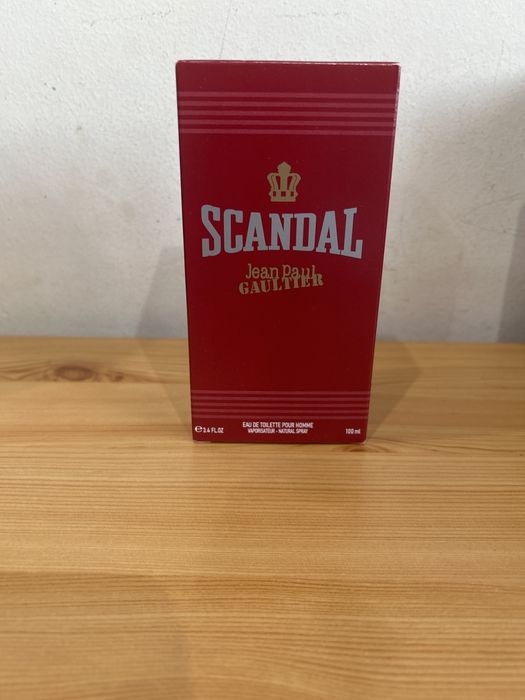 SCANDAL
Jean Paul
GAULTIER
EAU DE TOILETTE POUR HOMME
℮3.4 FL.OZ VAPORISATEUR - NATURAL SPRAY 100 ml